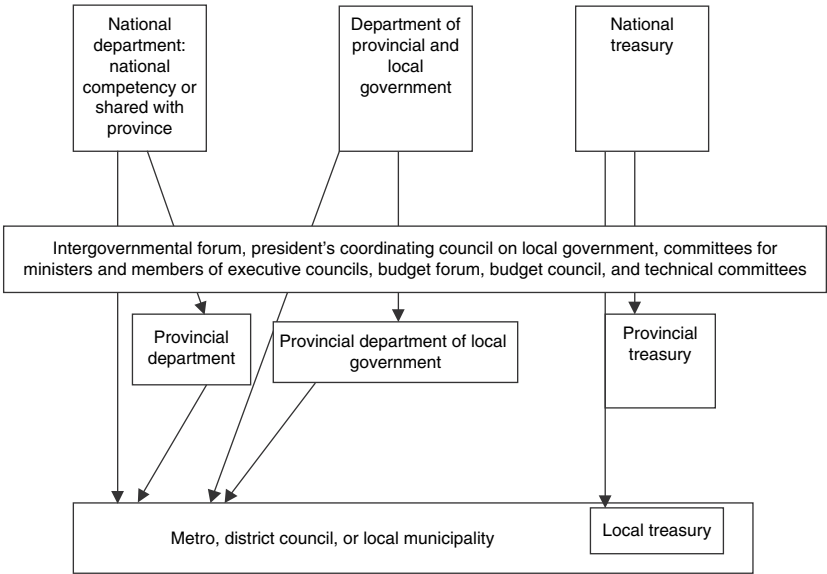 National
department:
national
competency or
shared with
province
Department of
provincial and
local
government
National
treasury
Intergovernmental forum, president's coordinating council on local government, committees for
ministers and members of executive councils, budget forum, budget council, and technical committees
Provincial
department
Provincial department of local
government
Provincial
treasury
Metro, district council, or local municipality
Local treasury